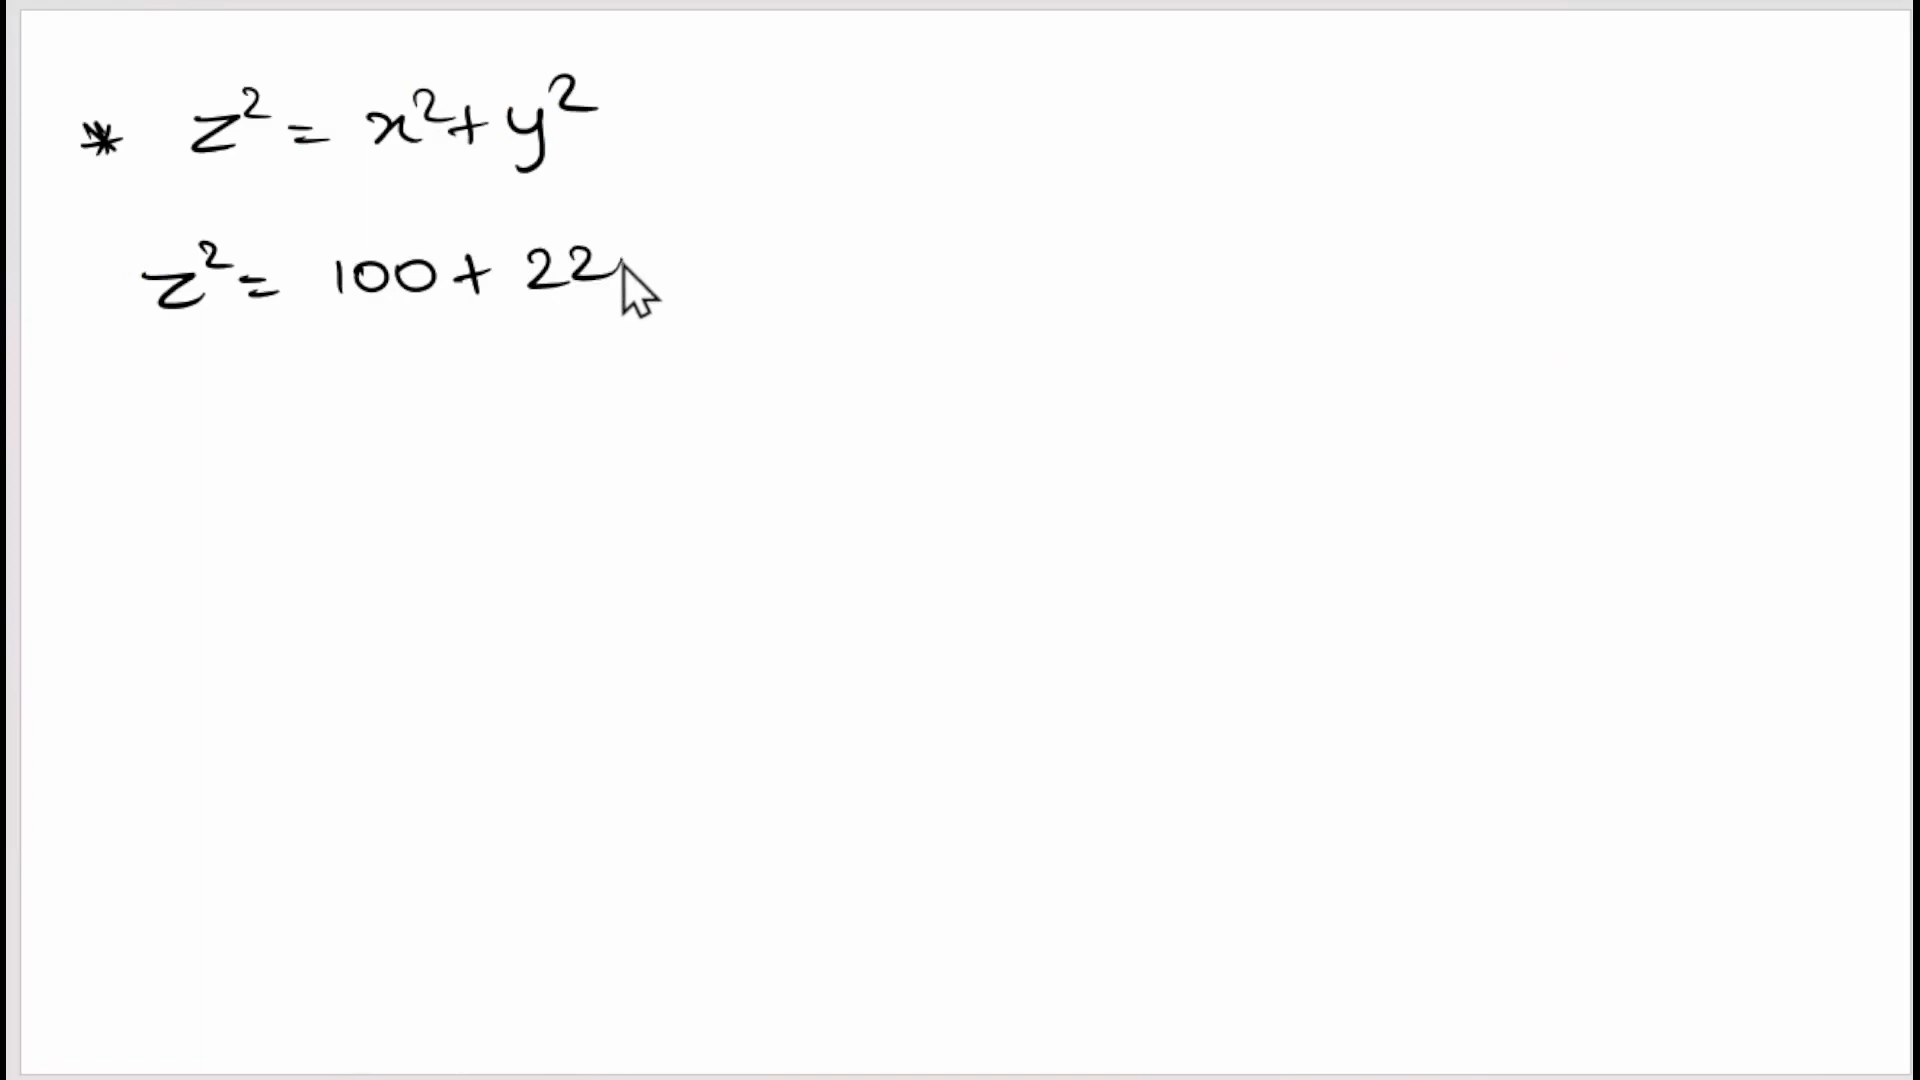 * z² = x² + y²
z² = 100 + 22